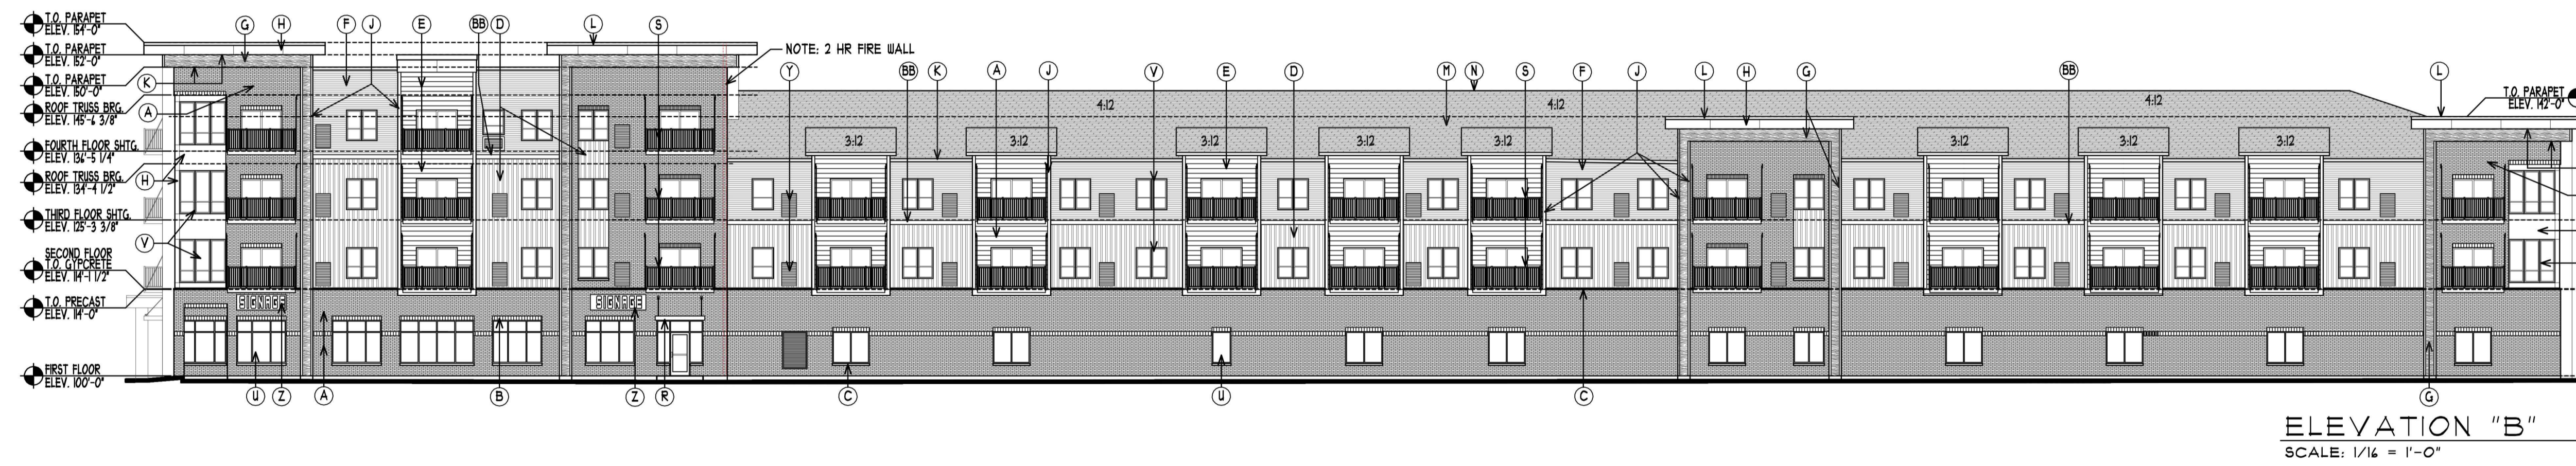 T.O. PARAPET
ELEV. 154'-0"
T.O. PARAPET
ELEV. 152'-0"
T.O. PARAPET
ELEV. 150'-0"
ROOF TRUSS BRG.
ELEV. 145'-6 3/8"
FOURTH FLOOR SHTG.
ELEV. 136'-5 1/4"
ROOF TRUSS BRG.
ELEV. 134'-4 1/2"
THIRD FLOOR SHTG.
ELEV. 125'-3 3/8"
SECOND FLOOR
T.O. GYPCRETE
ELEV. 114'-1 1/2"
T.O. PRECAST
ELEV. 114'-0"
FIRST FLOOR
ELEV. 100'-0"
G H F J E BB D L S
NOTE: 2 HR FIRE WALL
K
A
H
V
Y BB K A J V E D M N S F J L H G BB L
T.O. PARAPET
ELEV. 142'-0"
4:12 4:12 4:12
3:12 3:12 3:12 3:12 3:12 3:12 3:12 3:12
SIGNAGE SIGNAGE
U Z A B Z R C U C G
ELEVATION "B"
SCALE: 1/16 = 1'-0"